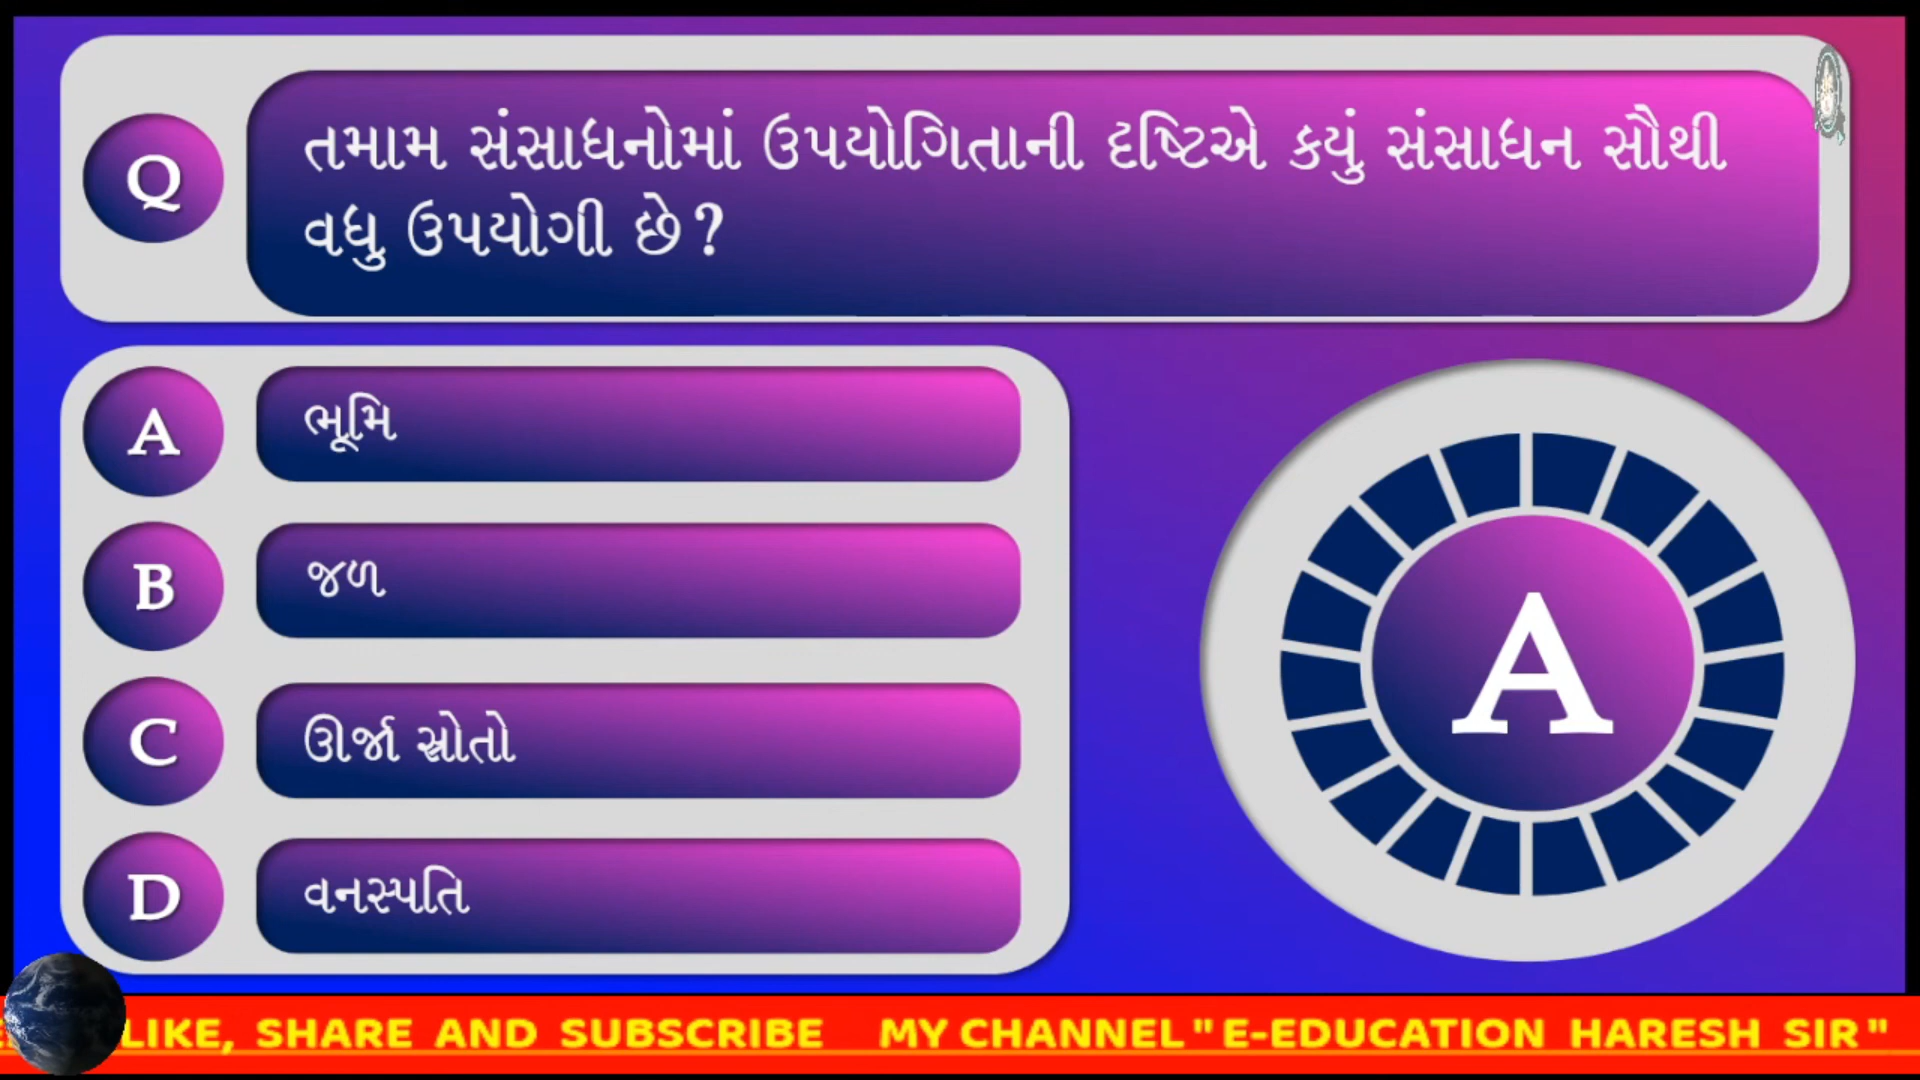 Q
તમામ સંસાધનોમાં ઉપયોગિતાની દૃષ્ટિએ કયું સંસાધન સૌથી
વધુ ઉપયોગી છે?
A
ભૂમિ
B
જળ
C
ઊર્જા સ્રોતો
D
વનસ્પતિ
A
LIKE, SHARE AND SUBSCRIBE MY CHANNEL "E-EDUCATION HARESH SIR"